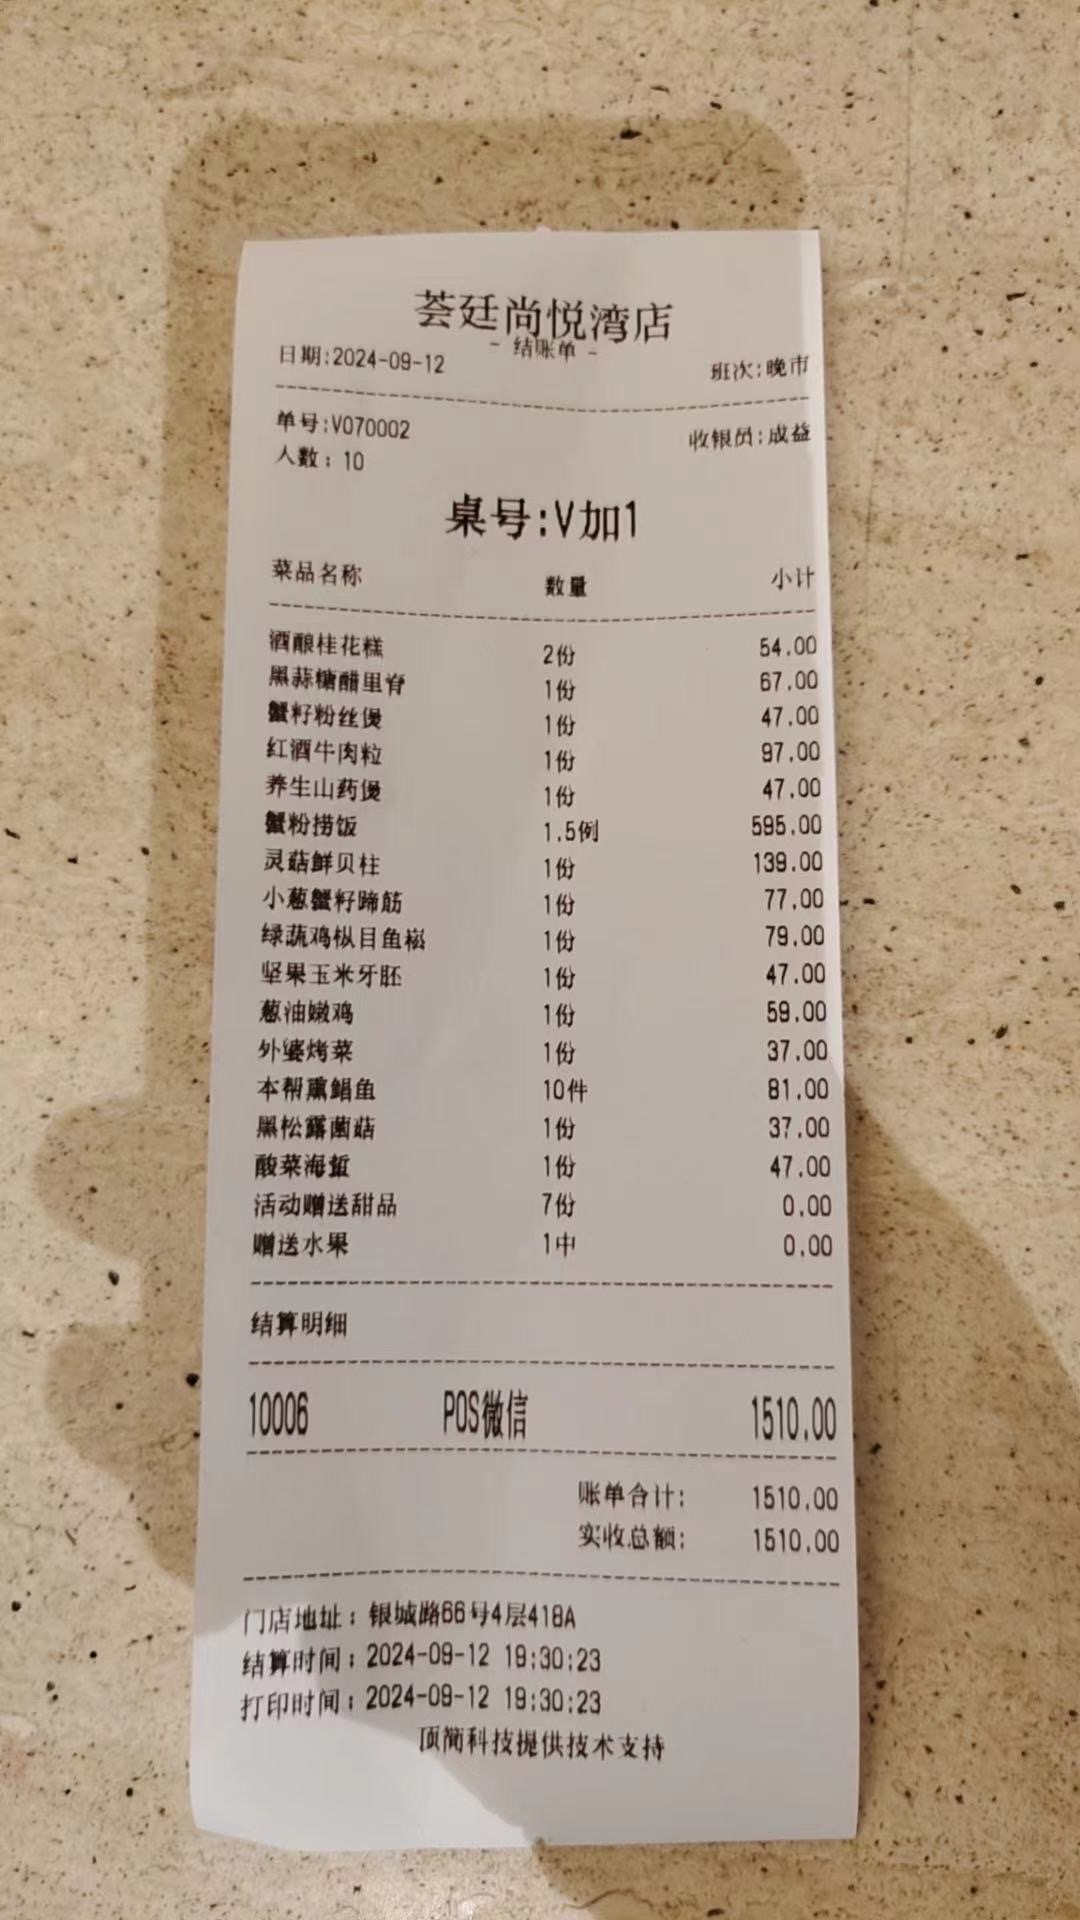 荟廷尚悦湾店
- 结账单 -
日期:2024-09-12 班次:晚市
单号:V070002 收银员:成益
人数: 10
桌号:V加1
菜品名称 数量 小计
酒酿桂花糕 2份 54.00
黑蒜糖醋里脊 1份 67.00
蟹籽粉丝煲 1份 47.00
红酒牛肉粒 1份 97.00
养生山药煲 1份 47.00
蟹粉捞饭 1.5例 595.00
灵菇鲜贝柱 1份 139.00
小葱蟹籽蹄筋 1份 77.00
绿蔬鸡枞目鱼崧 1份 79.00
坚果玉米牙胚 1份 47.00
葱油嫩鸡 1份 59.00
外婆烤菜 1份 37.00
本帮熏鲳鱼 10件 81.00
黑松露菌菇 1份 37.00
酸菜海蜇 1份 47.00
活动赠送甜品 7份 0.00
赠送水果 1中 0.00
结算明细
10006 POS微信 1510.00
账单合计: 1510.00
实收总额: 1510.00
门店地址: 银城路66号4层418A
结算时间: 2024-09-12 19:30:23
打印时间: 2024-09-12 19:30:23
顶简科技提供技术支持